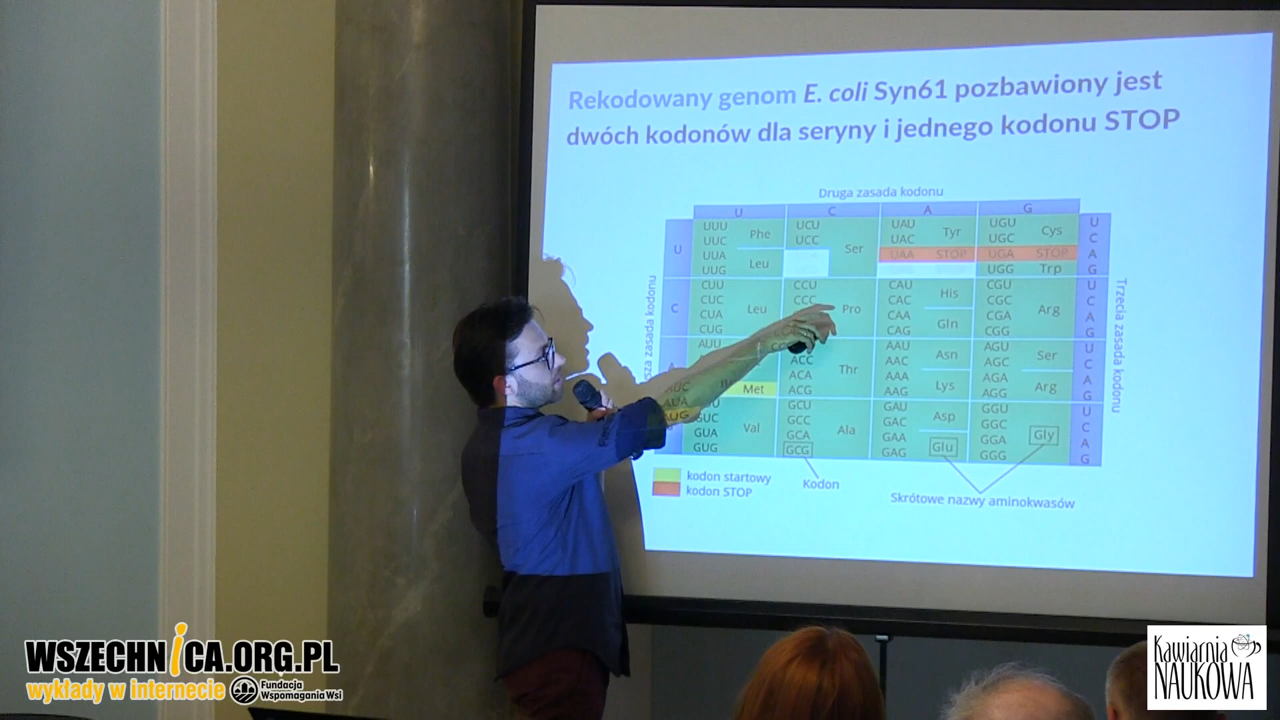 Rekodowany genom E. coli Syn61 pozbawiony jest
dwóch kodonów dla seryny i jednego kodonu STOP
Druga zasada kodonu
U C A G
U
UUU
UUC
Phe
UUA
UUG
Leu
UCU
UCC
Ser
UAU
UAC
Tyr
UAA STOP
UGU
UGC
Cys
UGA STOP
UGG Trp
U
C
A
G
C
CUU
CUC
CUA
CUG
Leu
CCU
CCC
Pro
CAU
CAC
His
CAA
CAG
Gln
CGU
CGC
CGA
CGG
Arg
U
C
A
G
AUU
AUC
AUA
AUG
Met
ACC
ACA
ACG
Thr
AAU
AAC
Asn
AAA
AAG
Lys
AGU
AGC
Ser
AGA
AGG
Arg
U
C
A
G
GUC
GUA
GUG
Val
GCU
GCC
GCA
GCG
Ala
GAU
GAC
Asp
GAA
GAG
Glu
GGU
GGC
GGA
GGG
Gly
U
C
A
G
zasada kodonu
Trzecia zasada kodonu
kodon startowy
kodon STOP
Kodon
Skrótowe nazwy aminokwasów
WSZECHNICA.ORG.PL
wykłady w internecie
Fundacja
Wspomagania Wsi
Kawiarnia
NAUKOWA